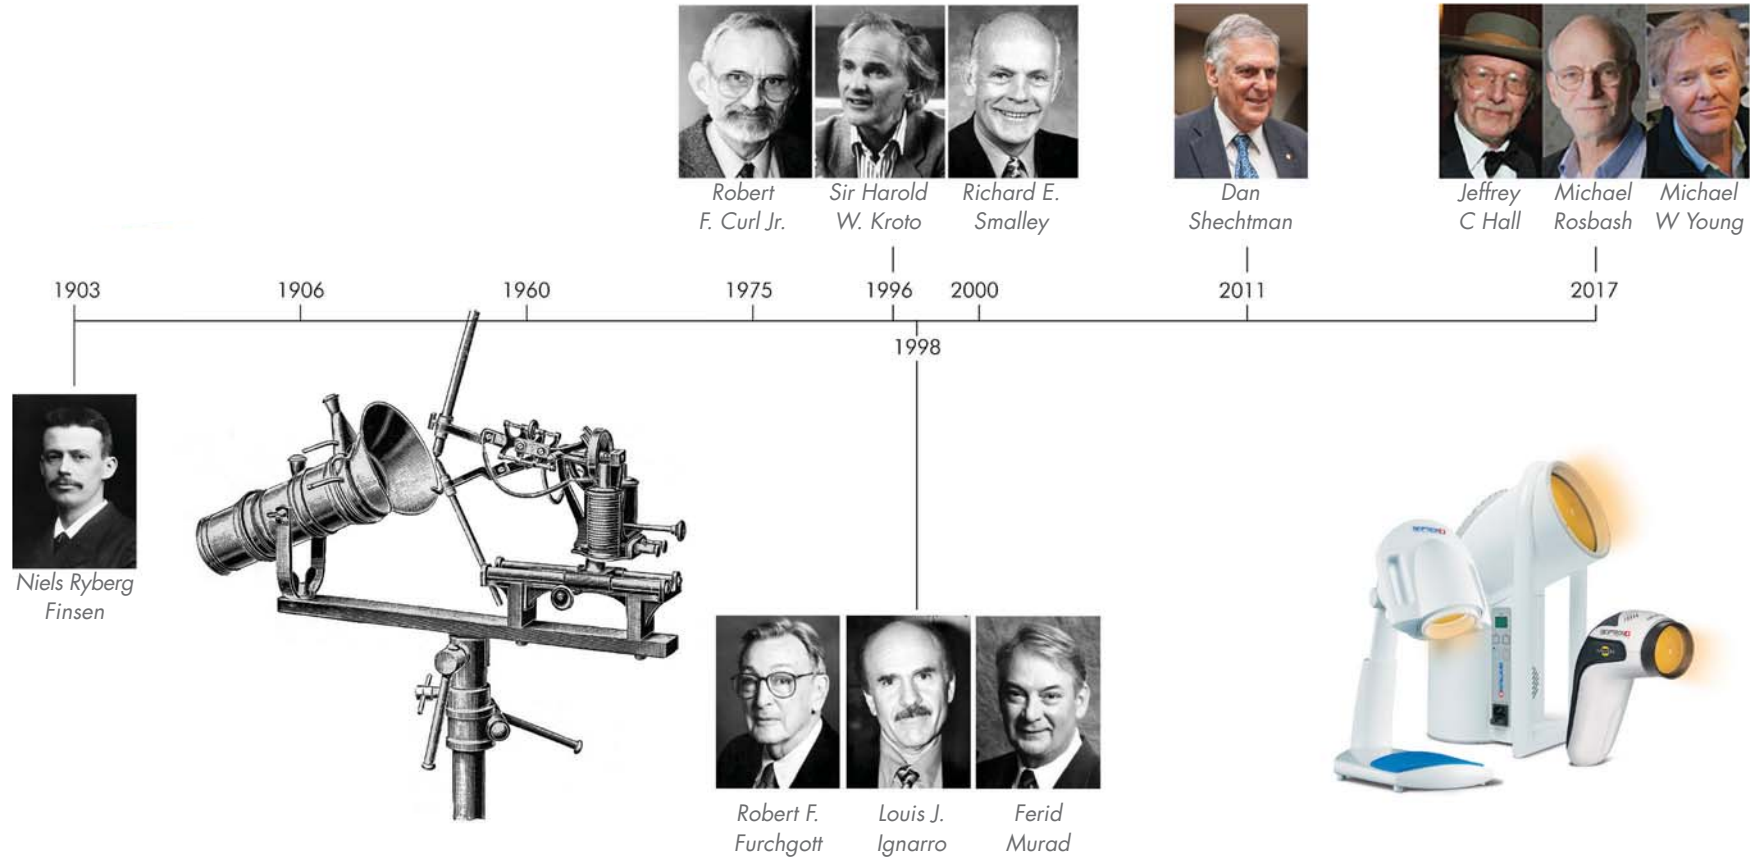 Robert
F. Curl Jr.
Sir Harold
W. Kroto
Richard E.
Smalley
Dan
Shechtman
Jeffrey
C Hall
Michael
Rosbash
Michael
W Young
1903
1906
1960
1975
1996
2000
2011
2017
1998
Niels Ryberg
Finsen
Robert F.
Furchgott
Louis J.
Ignarro
Ferid
Murad